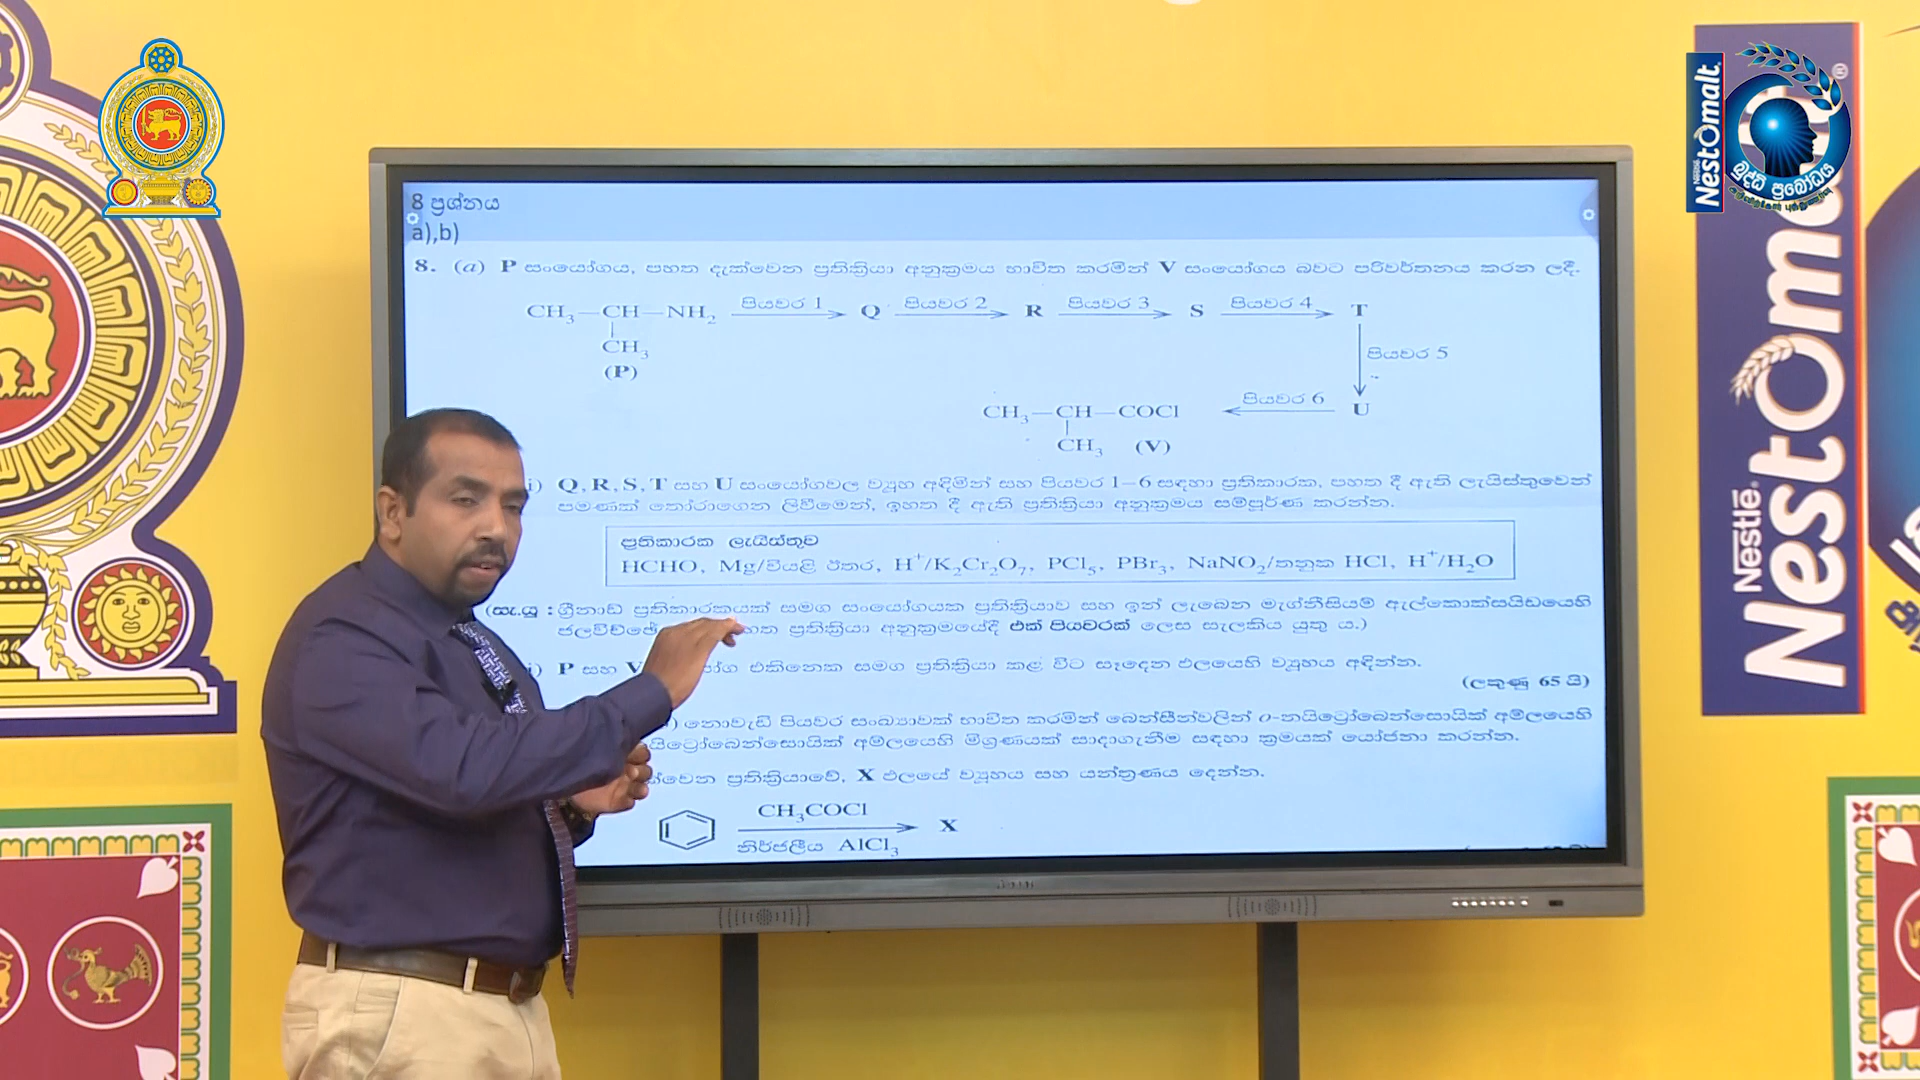 8 ප්‍රශ්නය
a),b)
8. (a) P සංයෝගය, පහත දැක්වෙන ප්‍රතික්‍රියා අනුක්‍රමය භාවිත කරමින් V සංයෝගය බවට පරිවර්තනය කරන ලදී.
CH3—CH—NH2 පියවර 1 Q පියවර 2 R පියවර 3 S පියවර 4 T
CH3
(P)
පියවර 5
CH3—CH—COCl පියවර 6 U
CH3 (V)
i) Q, R, S, T සහ U සංයෝගවල ව්‍යුහ අඳිමින් සහ පියවර 1–6 සඳහා ප්‍රතිකාරක, පහත දී ඇති ලැයිස්තුවෙන්
පමණක් තෝරාගෙන ලිවීමෙන්, ඉහත දී ඇති ප්‍රතික්‍රියා අනුක්‍රමය සම්පූර්ණ කරන්න.
ප්‍රතිකාරක ලැයිස්තුව
HCHO, Mg/වියළි ඊතර, H+/K2Cr2O7, PCl5, PBr3, NaNO2/තනුක HCl, H+/H2O
(සැ.යු : ග්‍රීනාඩ් ප්‍රතිකාරකයක් සමග සංයෝගයක ප්‍රතික්‍රියාව සහ ඉන් ලැබෙන මැග්නීසියම් ඇල්කොක්සයිඩයෙහි
ප්‍රතික්‍රියා අනුක්‍රමයේදී එක් පියවරක් ලෙස සැලකිය යුතු ය.)
i) P සහ V එකිනෙක සමග ප්‍රතික්‍රියා කළ විට සෑදෙන ඵලයෙහි ව්‍යුහය අඳින්න.
(ලකුණු 65 යි)
නොවැඩි පියවර සංඛ්‍යාවක් භාවිත කරමින් බෙන්සීන්වලින් o-නයිට්‍රොබෙන්සොයික් අම්ලයෙහි
අම්ලයෙහි මිශ්‍රණයක් සාදාගැනීම සඳහා ක්‍රමයක් යෝජනා කරන්න.
ප්‍රතික්‍රියාවේ, X ඵලයේ ව්‍යුහය සහ යන්ත්‍රණය දෙන්න.
CH3COCl
X
නිර්ජලීය AlCl3
Nestlé
NESTOmalt
බුද්ධි ප්‍රබෝධය
Nestlé
NESTOmalt